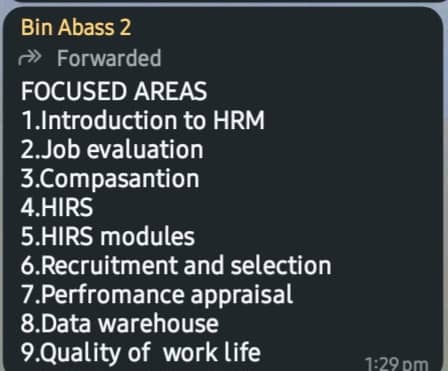 Bin Abass 2
Forwarded
FOCUSED AREAS
1.Introduction to HRM
2.Job evaluation
3.Compasantion
4.HIRS
5.HIRS modules
6.Recruitment and selection
7.Perfromance appraisal
8.Data warehouse
9.Quality of  work life
1:29 pm